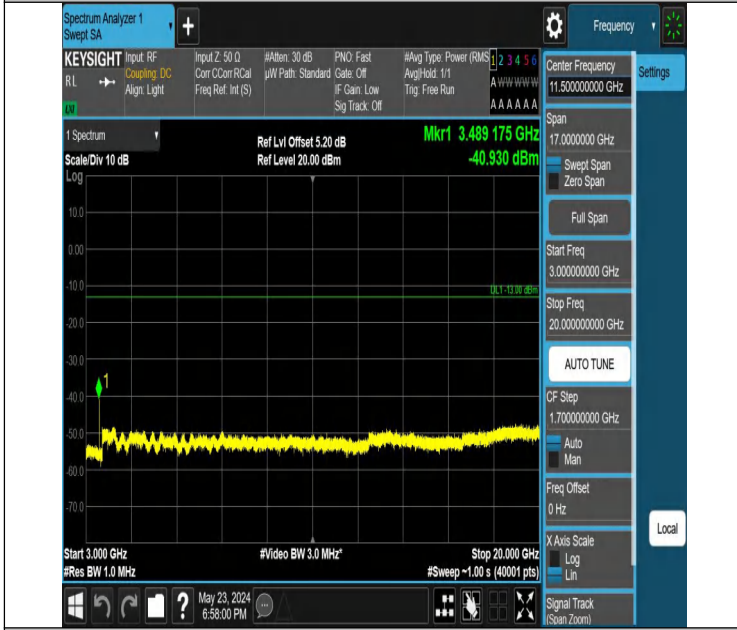 Spectrum Analyzer 1
Swept SA
+
Frequency
KEYSIGHT
RL
Input: RF
Coupling: DC
Align: Light
Input Z: 50 Ω
Corr CCorr RCal
Freq Ref: Int (S)
#Atten: 30 dB
µW Path: Standard
PNO: Fast
Gate: Off
IF Gain: Low
Sig Track: Off
#Avg Type: Power (RMS
Avg|Hold: 1/1
Trig: Free Run
1 2 3 4 5 6
A W W W W W
A A A A A A
Center Frequency
11.500000000 GHz
Settings
1 Spectrum
Scale/Div 10 dB
Log
Ref Lvl Offset 5.20 dB
Ref Level 20.00 dBm
Mkr1 3.489 175 GHz
-40.930 dBm
Span
17.0000000 GHz
Swept Span
Zero Span
Full Span
Start Freq
3.000000000 GHz
Stop Freq
20.000000000 GHz
AUTO TUNE
CF Step
1.700000000 GHz
Auto
Man
Freq Offset
0 Hz
X Axis Scale
Log
Lin
Local
Signal Track
(Span Zoom)
10.0
0.00
-10.0
DL1 -13.00 dBm
-20.0
-30.0
1
-40.0
-50.0
-60.0
-70.0
Start 3.000 GHz
#Res BW 1.0 MHz
#Video BW 3.0 MHz*
Stop 20.000 GHz
#Sweep ~1.00 s (40001 pts)
?
May 23, 2024
6:58:00 PM